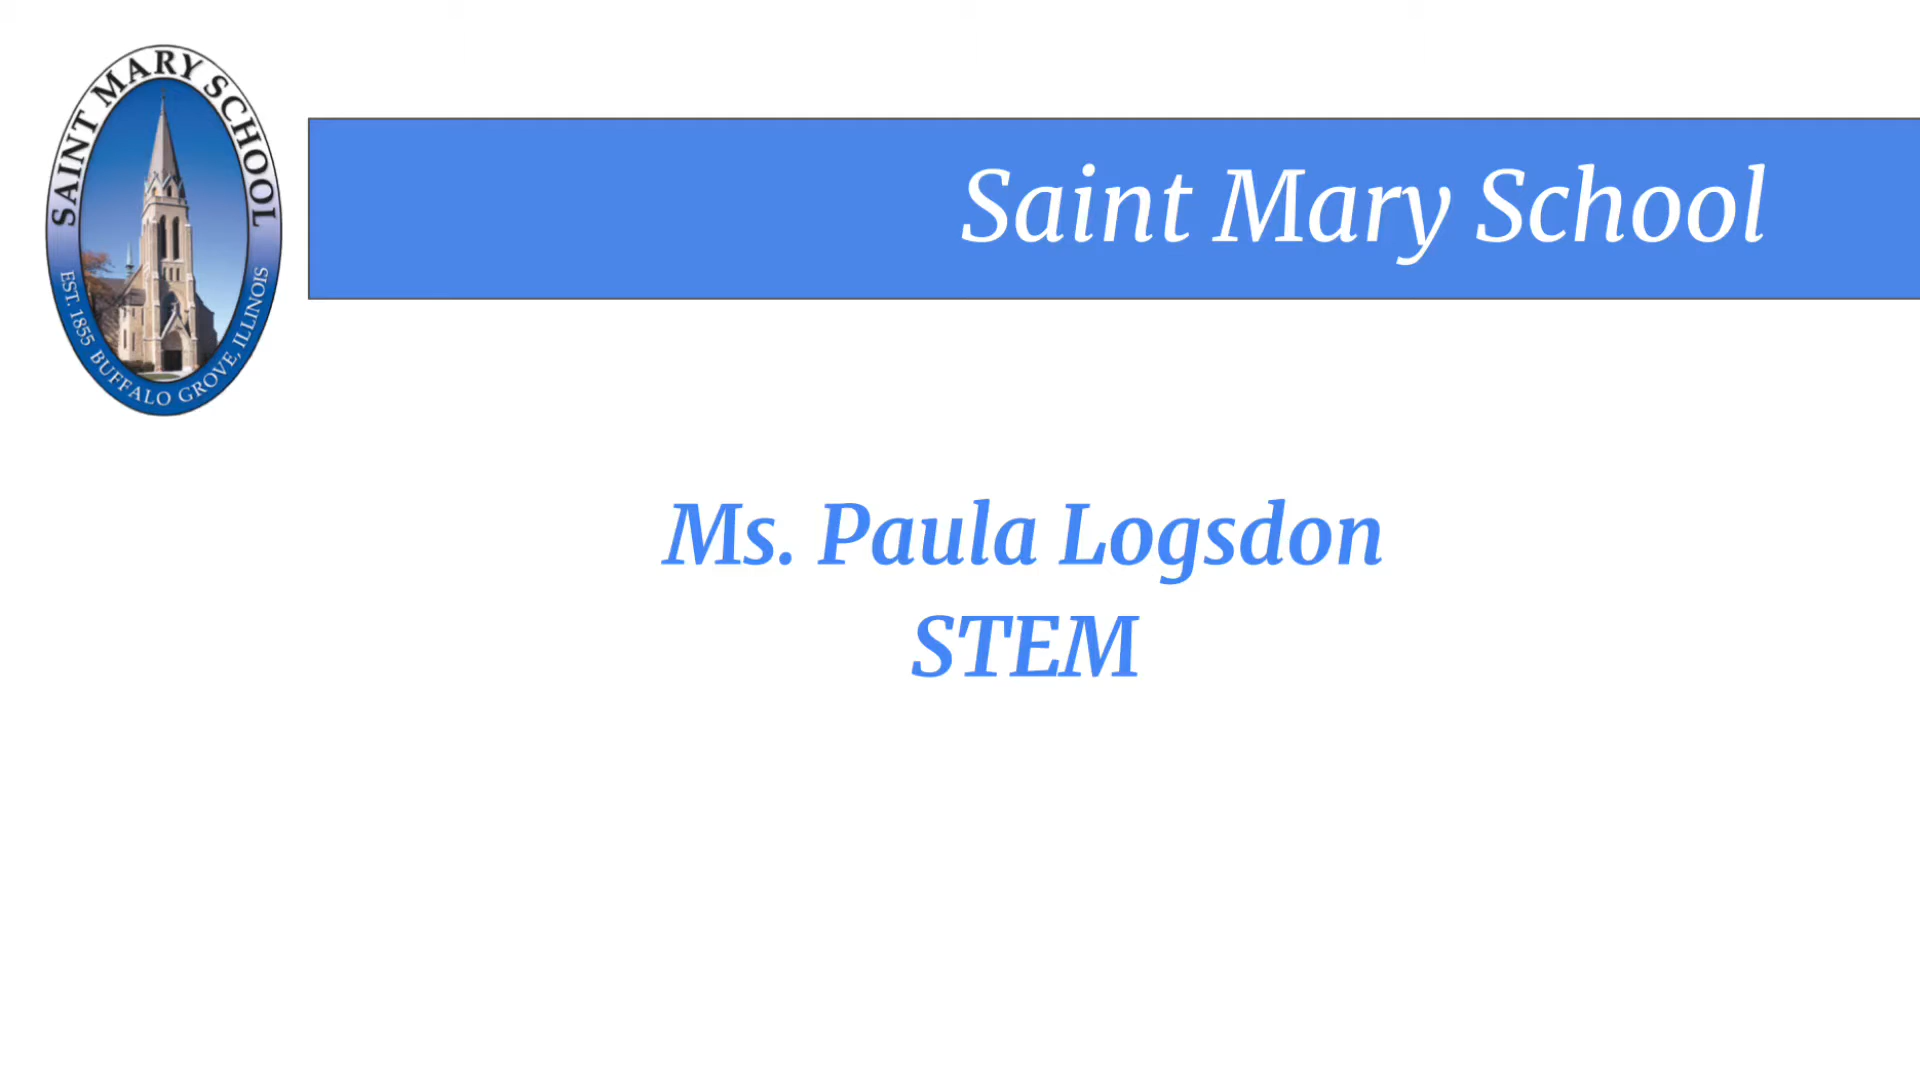 SAINT MARY SCHOOL
EST. 1855 BUFFALO GROVE, ILLINOIS
Saint Mary School
Ms. Paula Logsdon
STEM